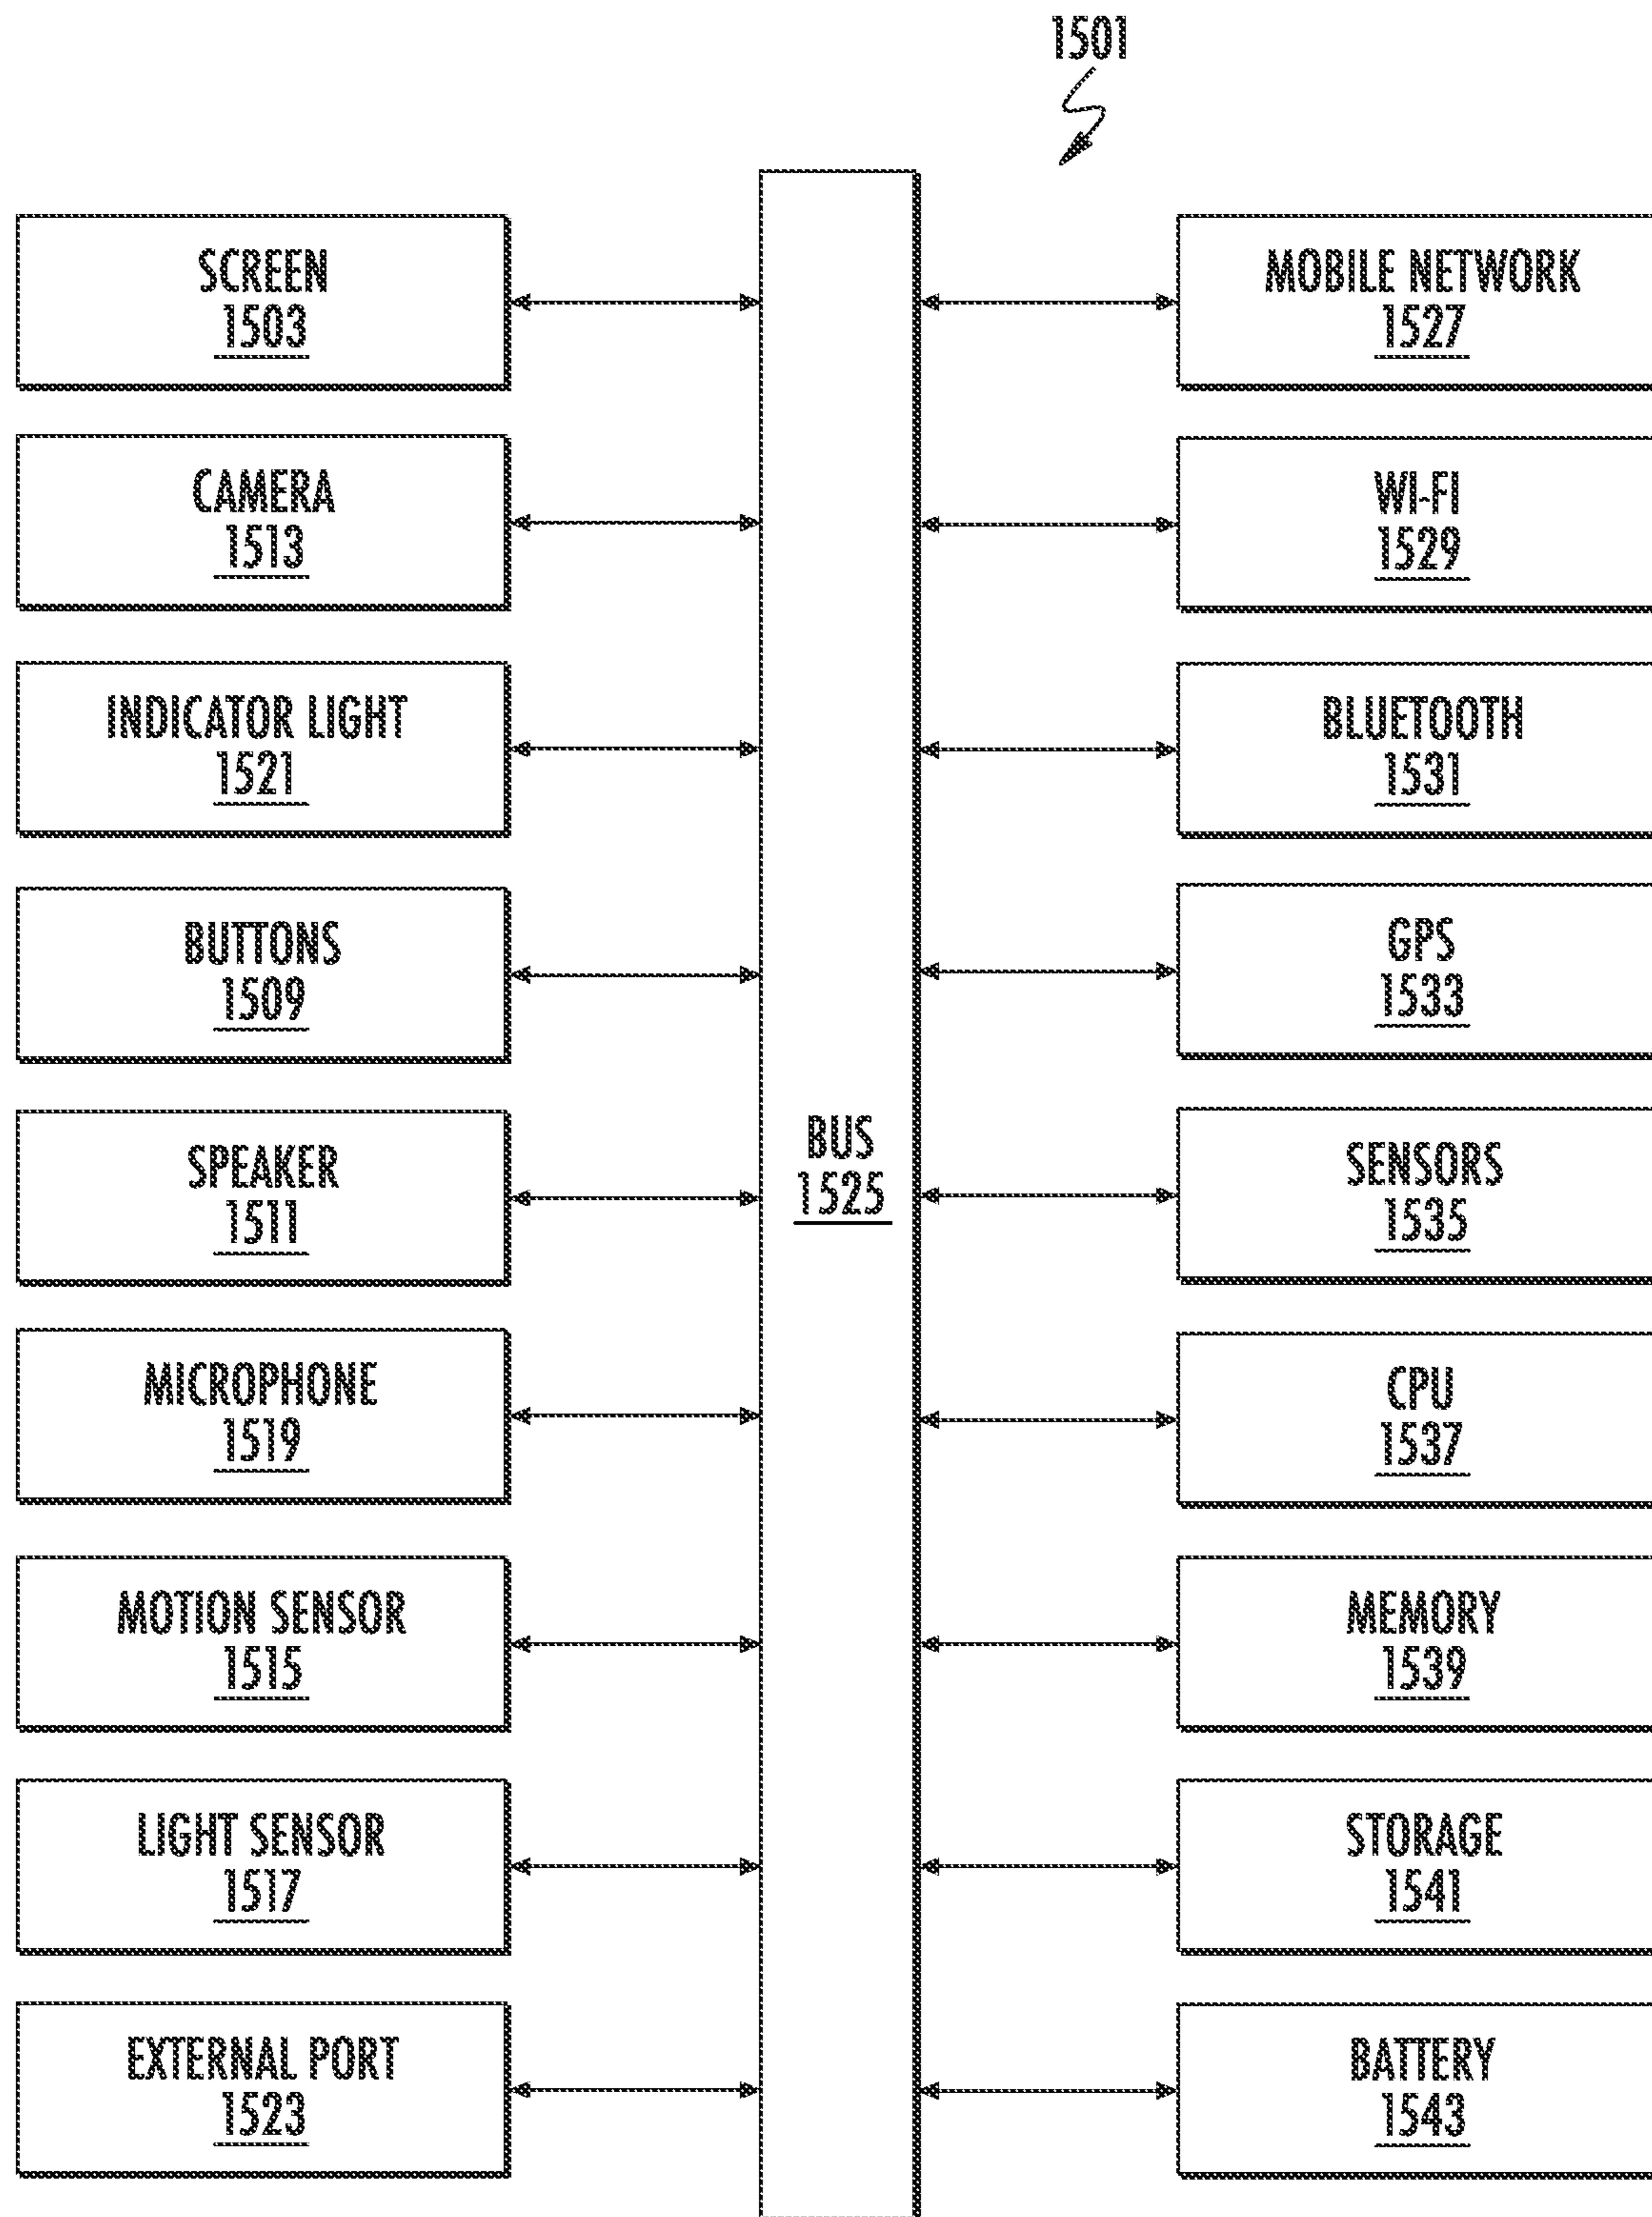 1501
SCREEN
1503
CAMERA
1513
INDICATOR LIGHT
1521
BUTTONS
1509
SPEAKER
1511
MICROPHONE
1519
MOTION SENSOR
1515
LIGHT SENSOR
1517
EXTERNAL PORT
1523
BUS
1525
MOBILE NETWORK
1527
WI-FI
1529
BLUETOOTH
1531
GPS
1533
SENSORS
1535
CPU
1537
MEMORY
1539
STORAGE
1541
BATTERY
1543